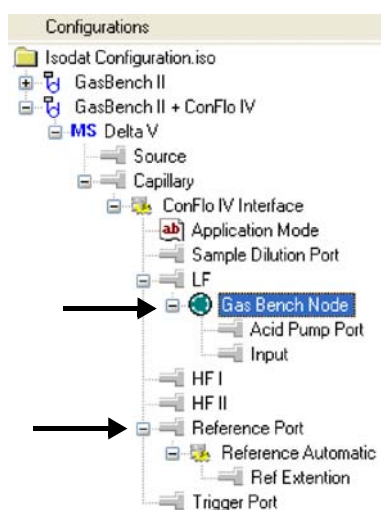 Configurations
Isodat Configuration.iso
GasBench II
GasBench II + ConFlo IV
MS Delta V
Source
Capillary
ConFlo IV Interface
ab Application Mode
Sample Dilution Port
LF
Gas Bench Node
Acid Pump Port
Input
HF I
HF II
Reference Port
Reference Automatic
Ref Extention
Trigger Port